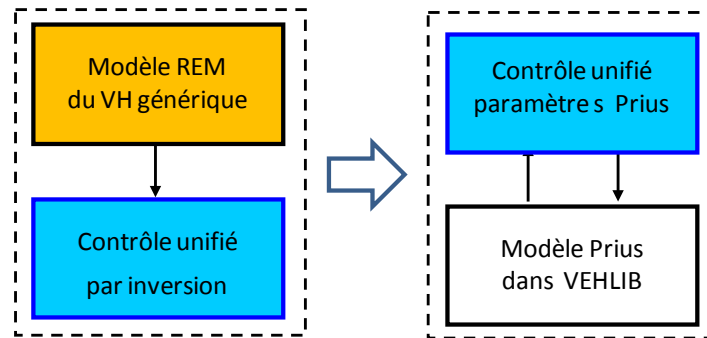 Modèle REM
du VH générique
Contrôle unifié
par inversion
Contrôle unifié
paramètre s Prius
Modèle Prius
dans VEHLIB